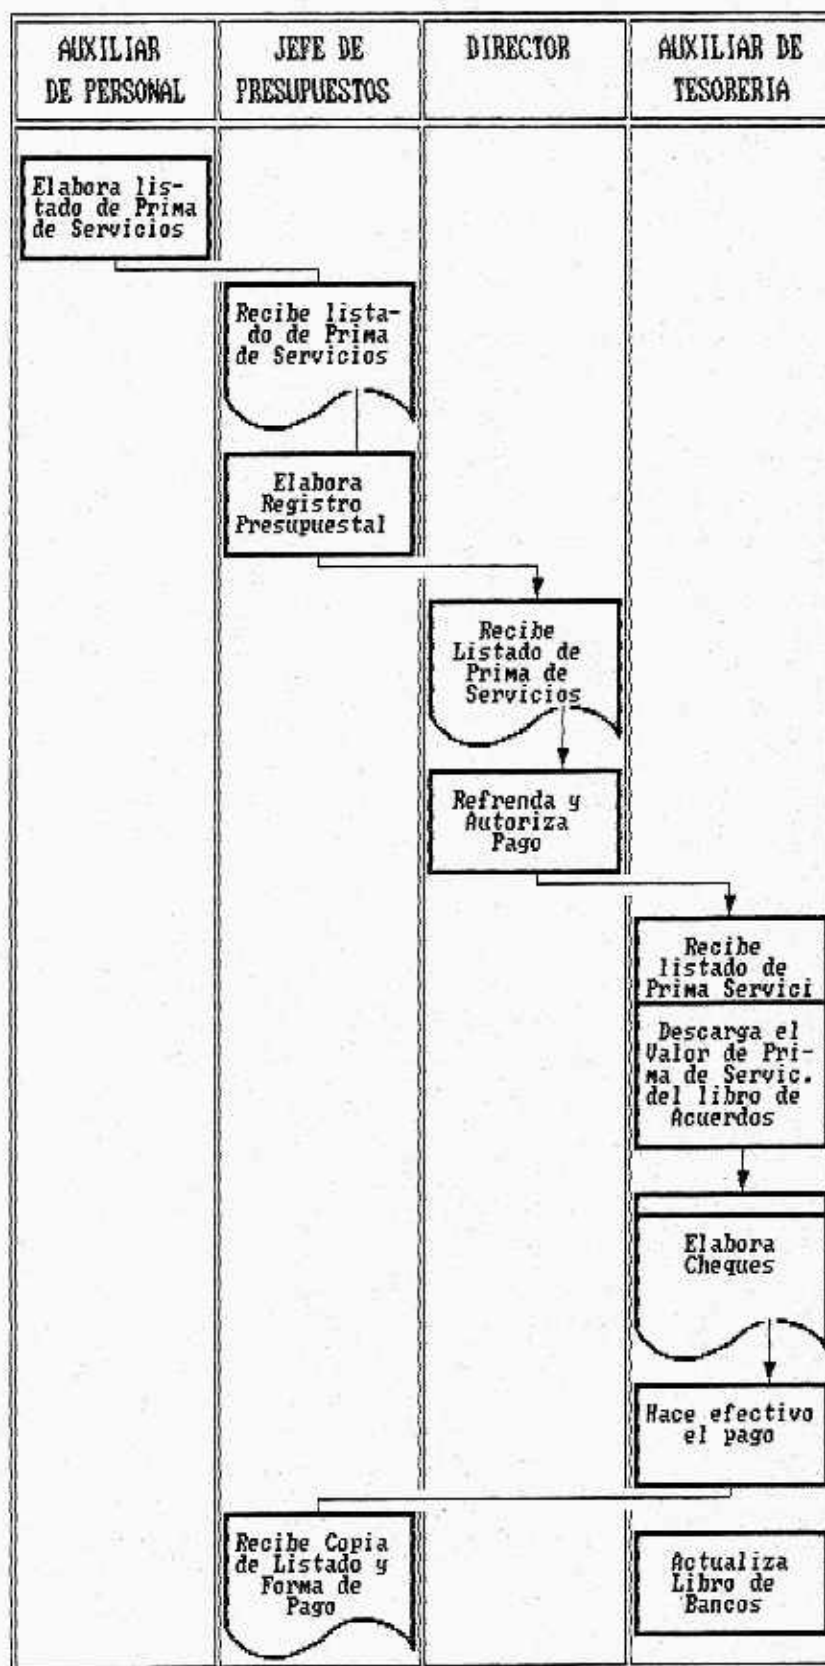 AUXILIAR
DE PERSONAL
JEFE DE
PRESUPUESTOS
DIRECTOR
AUXILIAR DE
TESORERIA
Elabora lis-
tado de Prima
de Servicios
Recibe lista-
do de Prima
de Servicios
Elabora
Registro
Presupuestal
Recibe
Listado de
Prima de
Servicios
Refrenda y
Autoriza
Pago
Recibe
listado de
Prima Servici
Descarga el
Valor de Pri-
ma de Servic.
del libro de
Acuerdos
Elabora
Cheques
Hace efectivo
el pago
Recibe Copia
de Listado y
Forma de
Pago
Actualiza
Libro de
Bancos